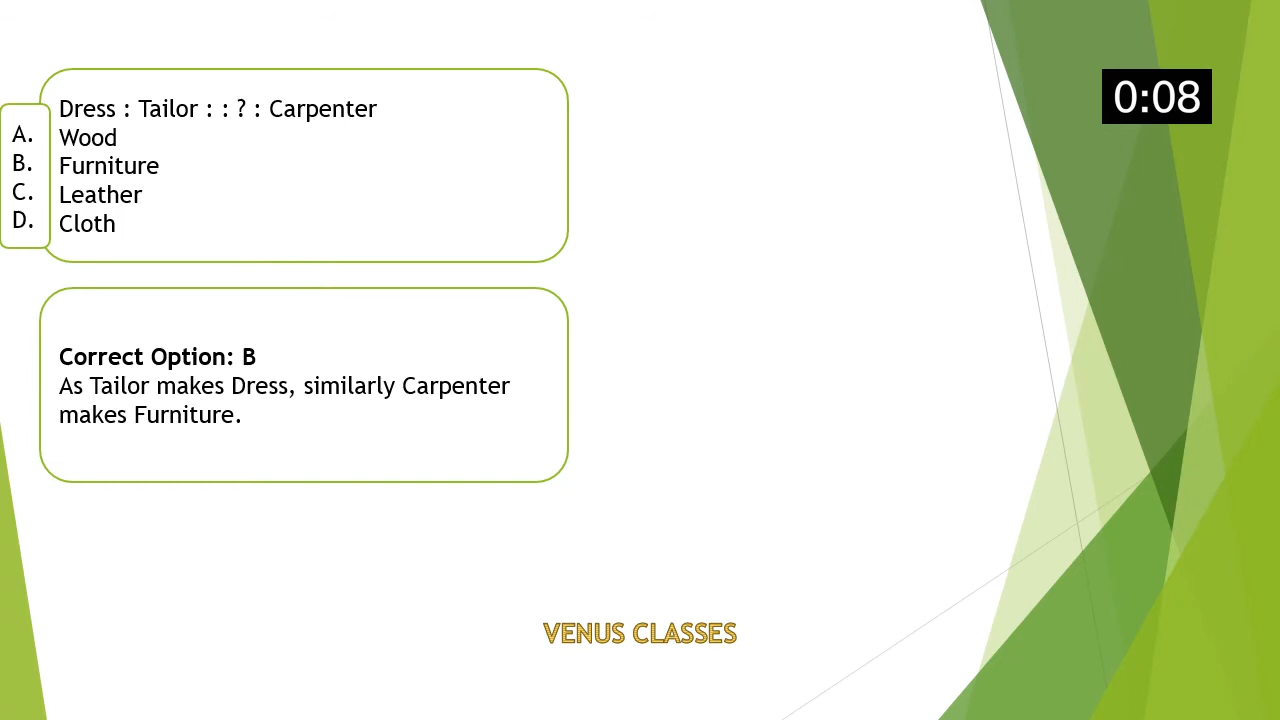 0:08
Dress : Tailor : : ? : Carpenter
A. Wood
B. Furniture
C. Leather
D. Cloth
Correct Option: B
As Tailor makes Dress, similarly Carpenter
makes Furniture.
VENUS CLASSES